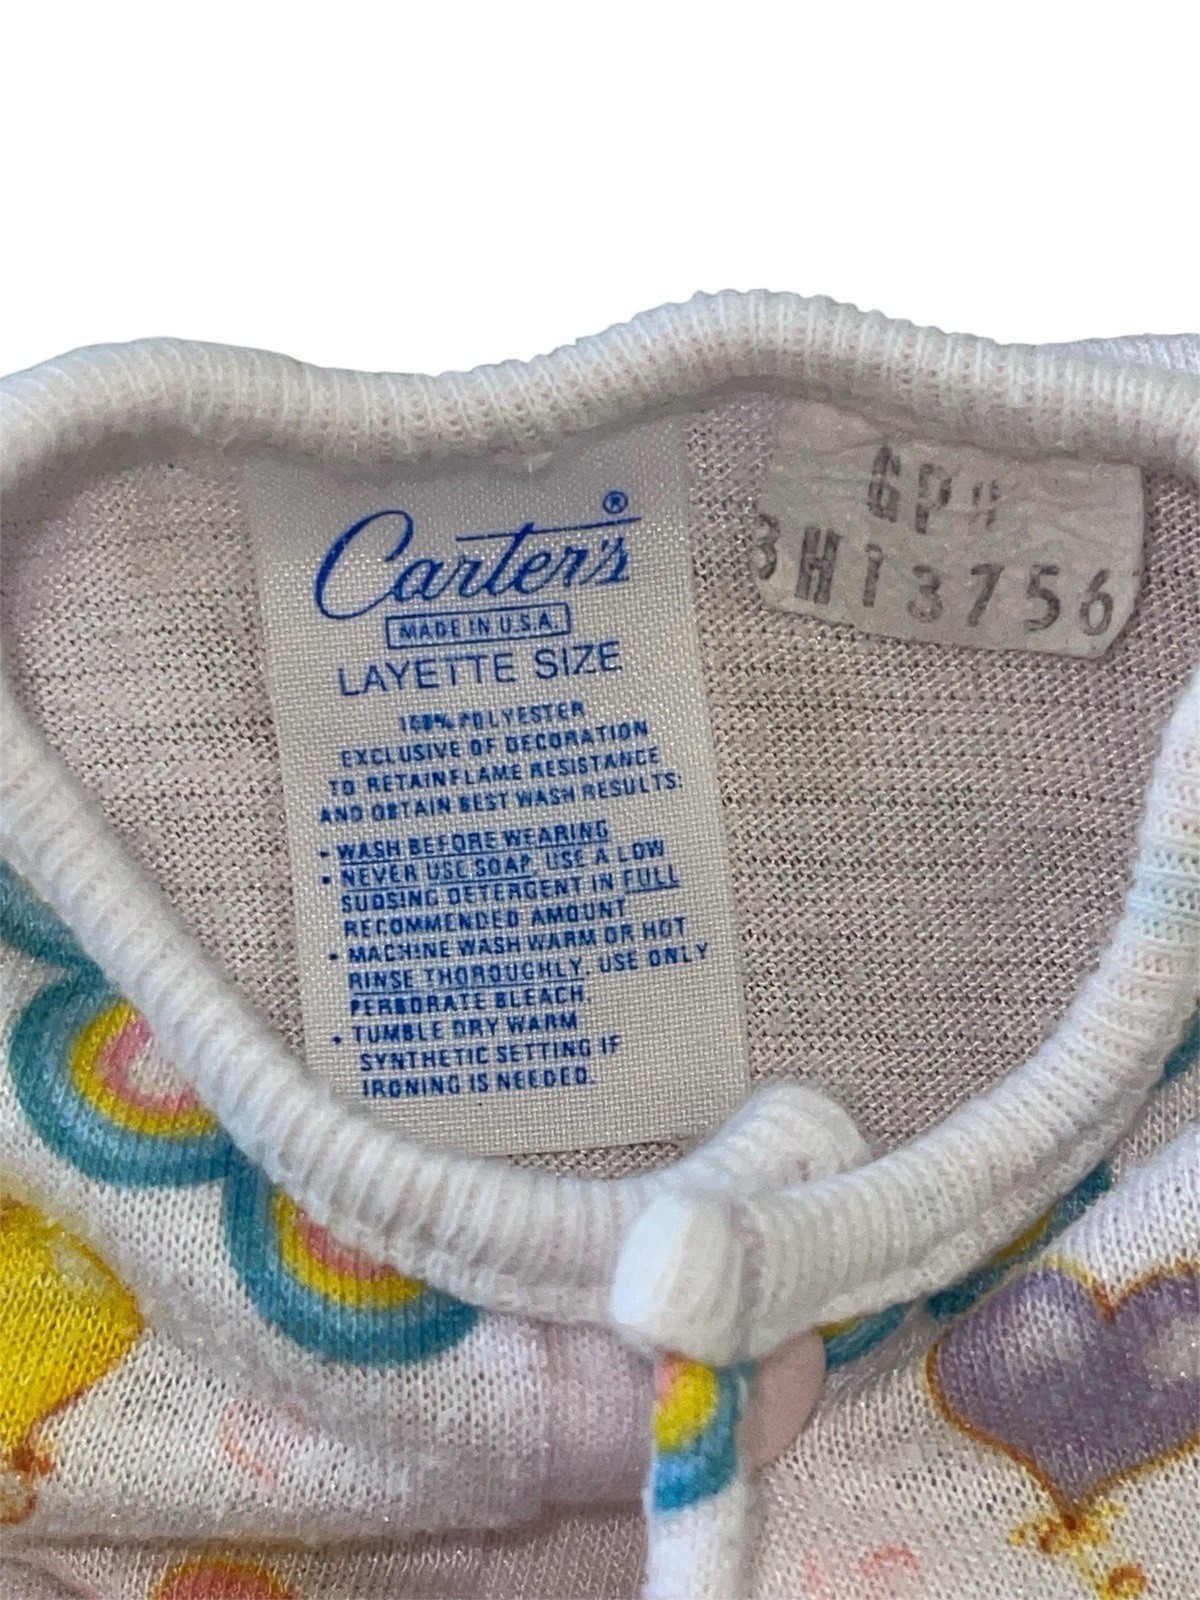 Carter's®
MADE IN U.S.A.
LAYETTE SIZE
100% POLYESTER
EXCLUSIVE OF DECORATION
TO RETAIN FLAME RESISTANCE
AND OBTAIN BEST WASH RESULTS:
• WASH BEFORE WEARING
• NEVER USE SOAP, USE A LOW
SUDSING DETERGENT IN FULL
RECOMMENDED AMOUNT
• MACHINE WASH WARM OR HOT
RINSE THOROUGHLY, USE ONLY
PERBORATE BLEACH.
• TUMBLE DRY WARM
SYNTHETIC SETTING IF
IRONING IS NEEDED.
GP#
3H13756